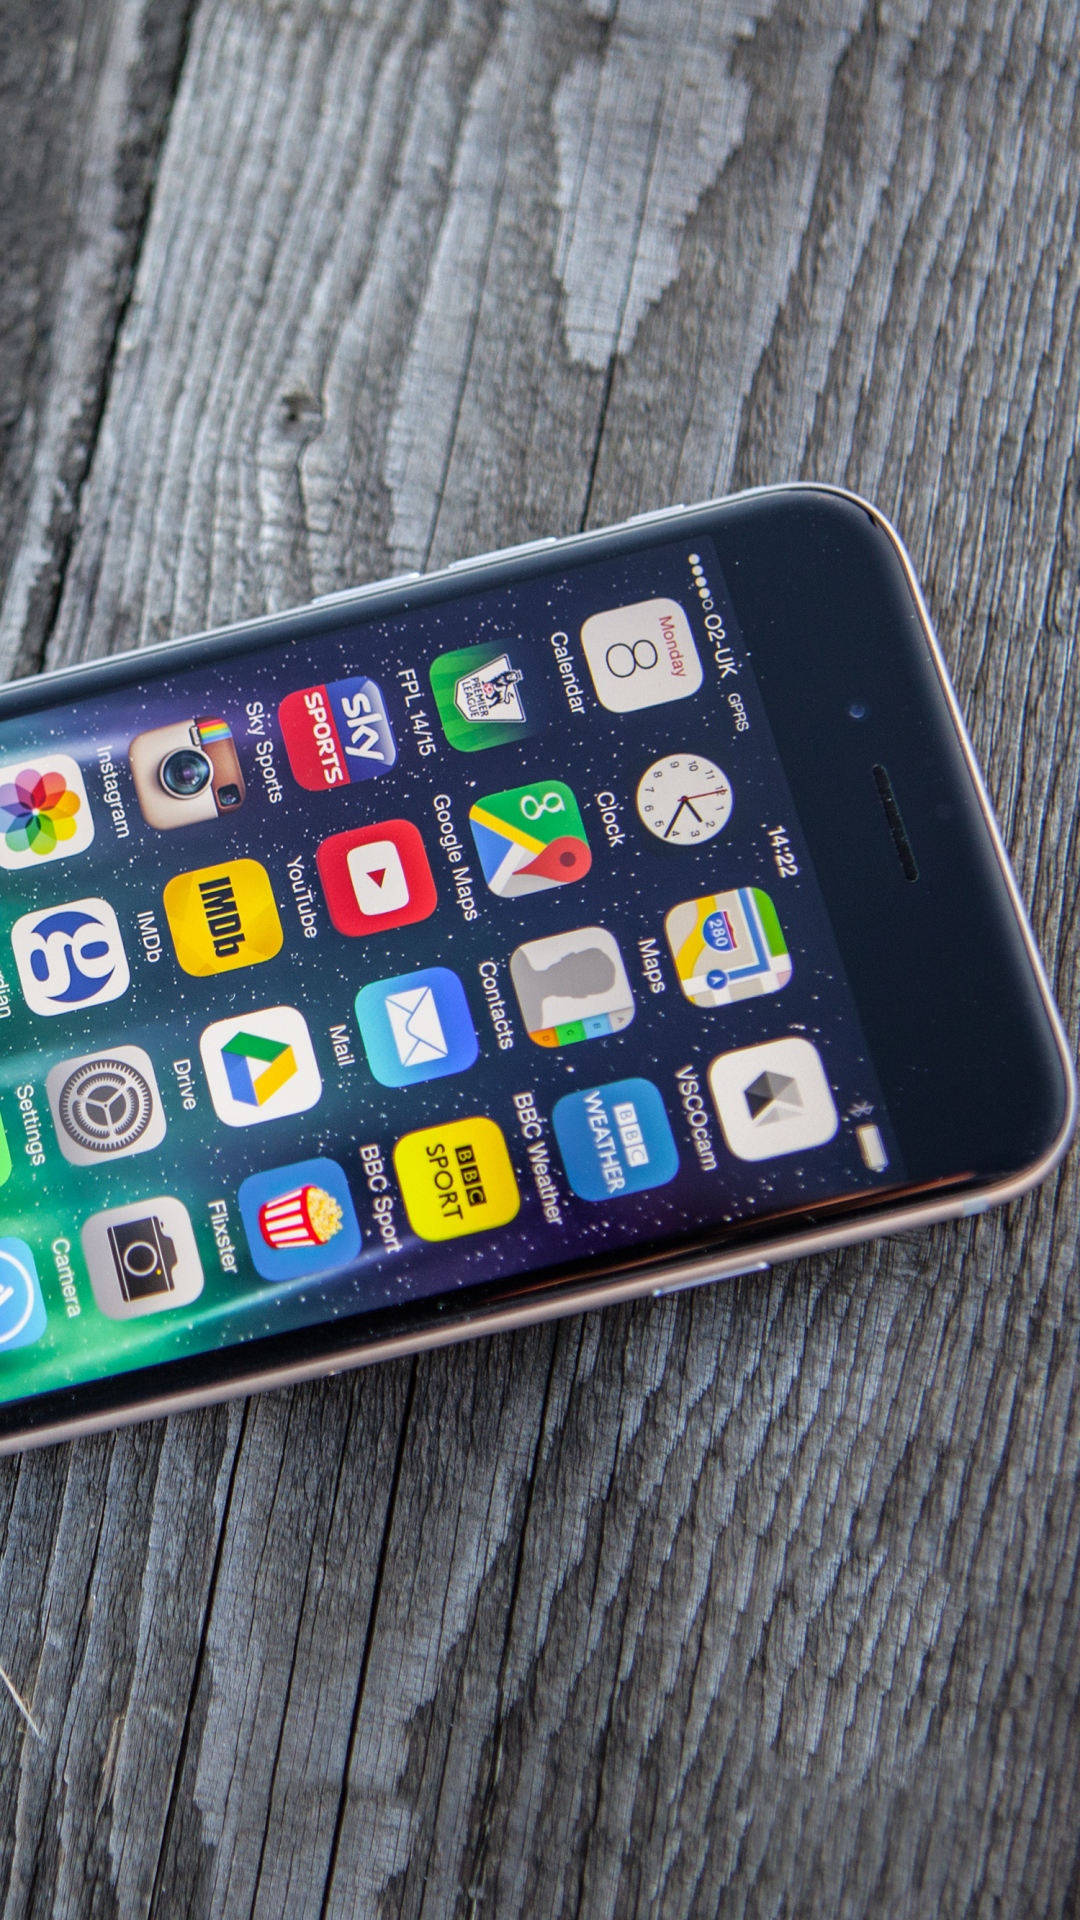 O2-UK GPRS 14:22
Monday
8
280
Calendar Clock Maps VSCOcam
PREMIER
LEAGUE
g
BBC
WEATHER
FPL 14/15 Google Maps Contacts BBC Weather
sky
SPORTS
BBC
SPORT
Sky Sports YouTube Mail BBC Sport
IMDb
Instagram IMDb Drive Flixster
g
rdian Settings Camera